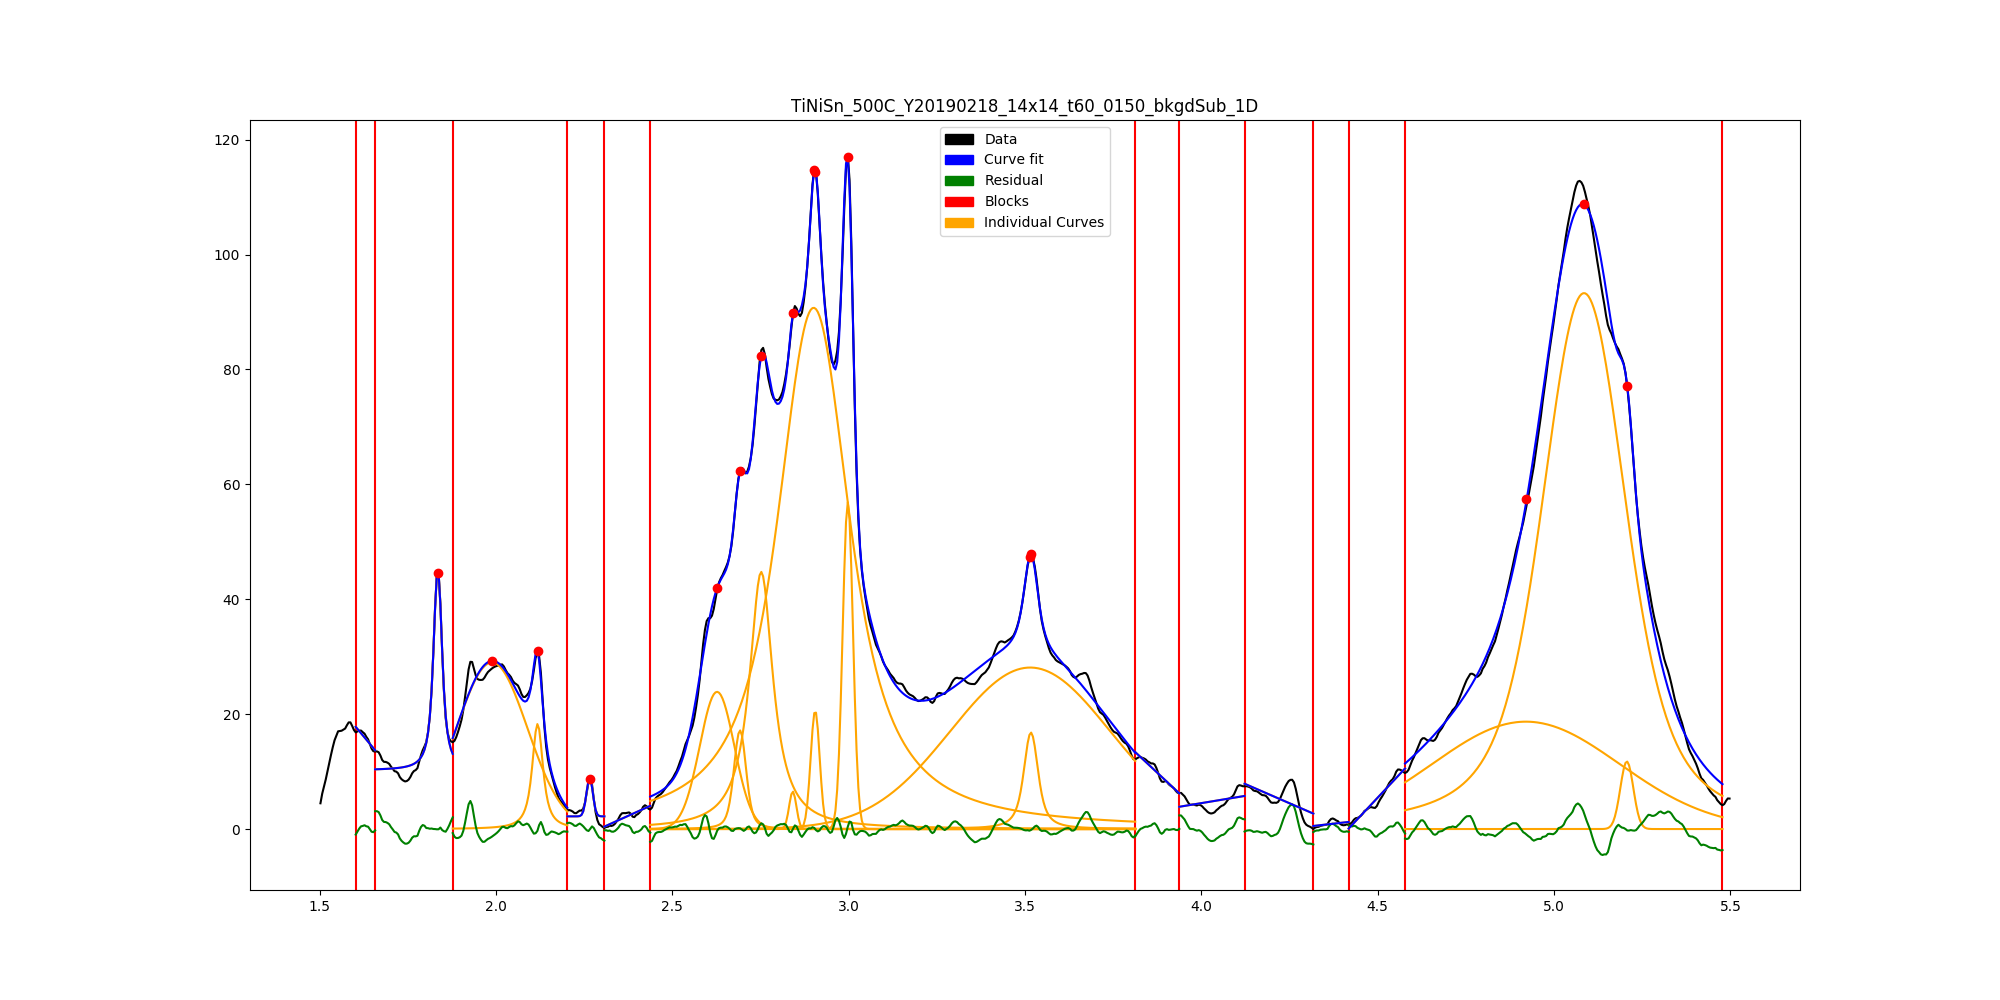 TiNiSn_500C_Y20190218_14x14_t60_0150_bkgdSub_1D
Data
Curve fit
Residual
Blocks
Individual Curves
120
100
80
60
40
20
0
1.5 2.0 2.5 3.0 3.5 4.0 4.5 5.0 5.5